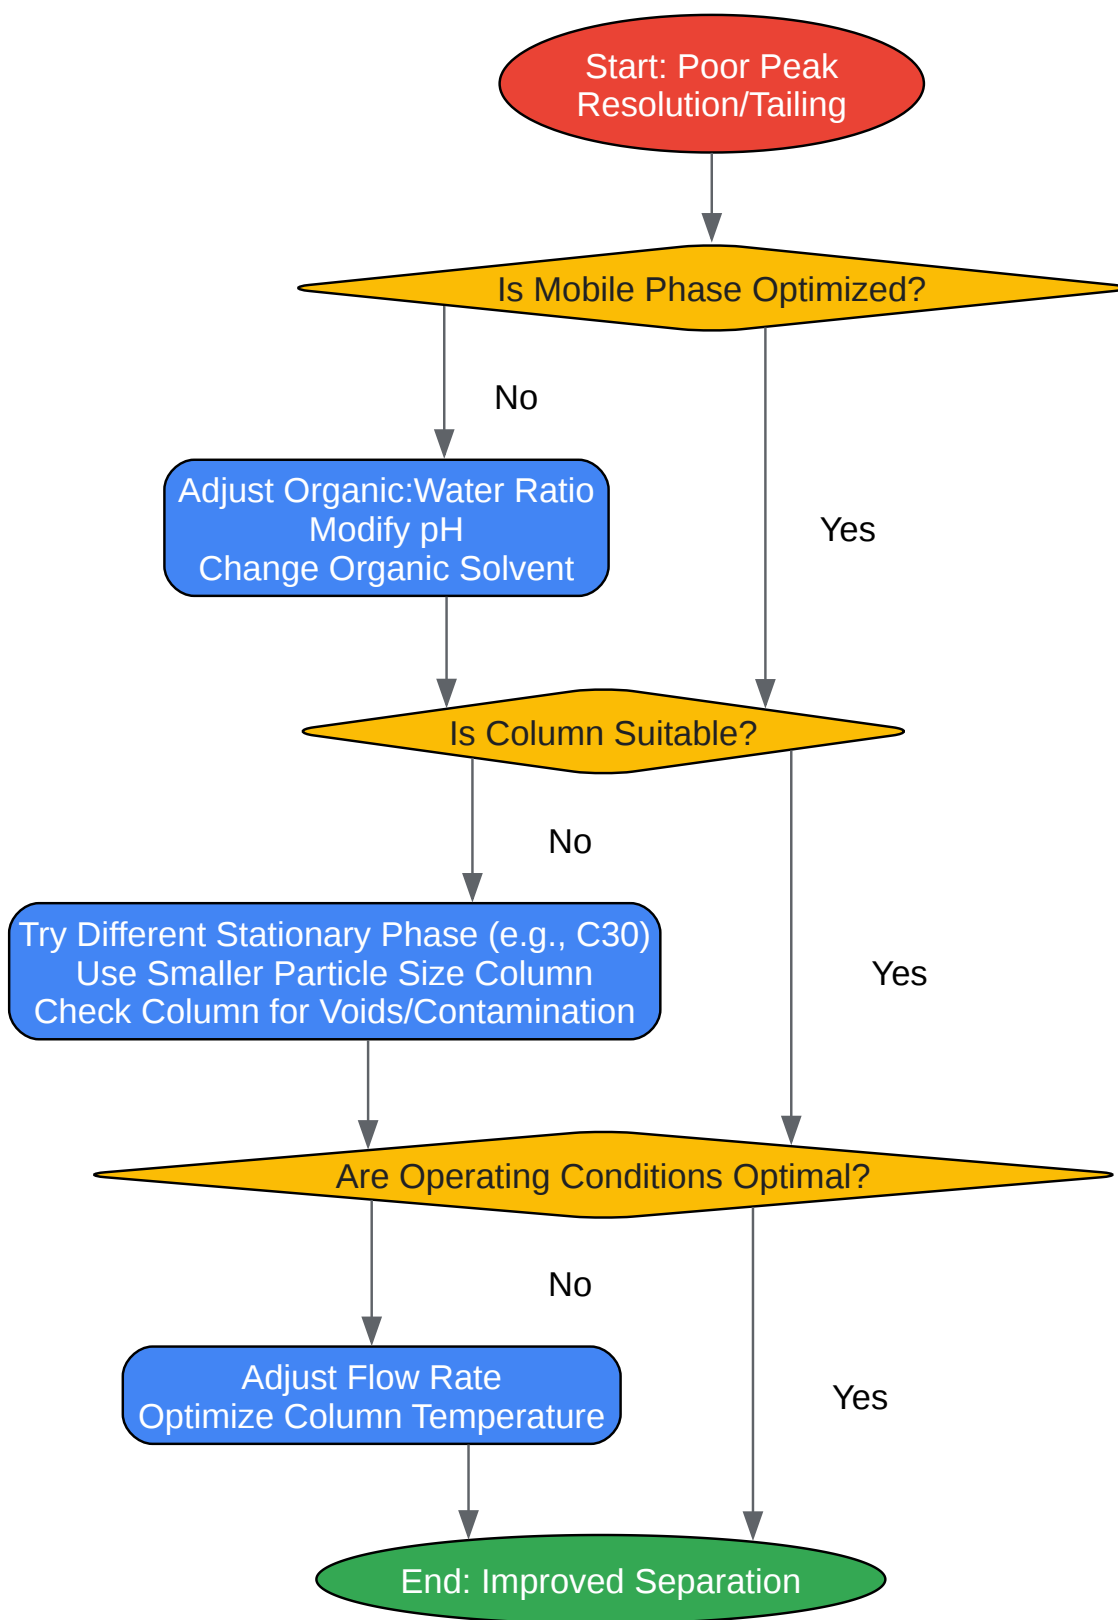 Start: Poor Peak
Resolution/Tailing
Is Mobile Phase Optimized?
No
Adjust Organic:Water Ratio
Modify pH
Change Organic Solvent
Yes
Is Column Suitable?
No
Try Different Stationary Phase (e.g., C30)
Use Smaller Particle Size Column
Check Column for Voids/Contamination
Yes
Are Operating Conditions Optimal?
No
Adjust Flow Rate
Optimize Column Temperature
Yes
End: Improved Separation